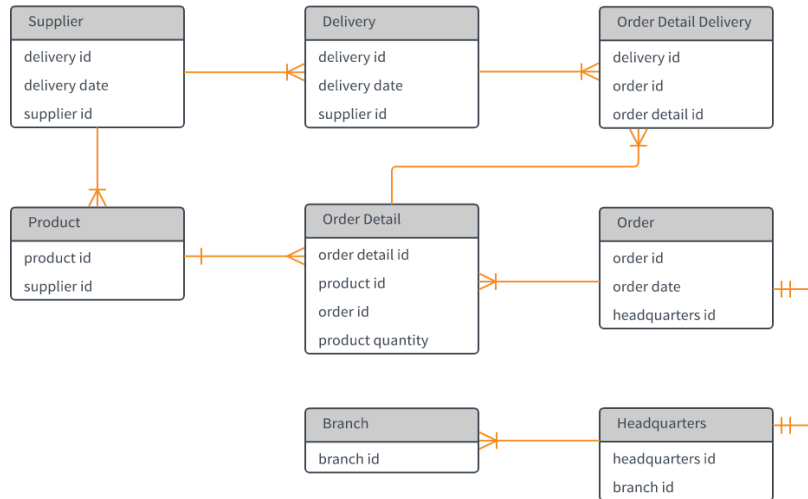 Supplier
delivery id
delivery date
supplier id
Delivery
delivery id
delivery date
supplier id
Order Detail Delivery
delivery id
order id
order detail id
Product
product id
supplier id
Order Detail
order detail id
product id
order id
product quantity
Order
order id
order date
headquarters id
Branch
branch id
Headquarters
headquarters id
branch id